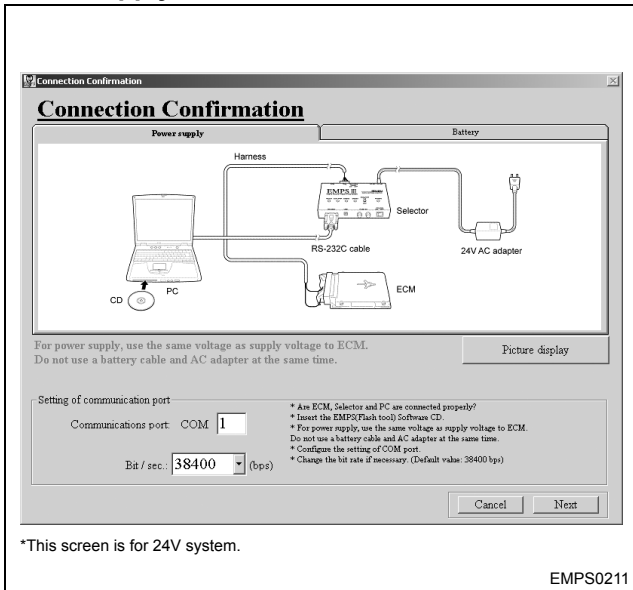 Connection Confirmation
Connection Confirmation
Power supply
Battery
Harness
EMPS III
Selector
RS-232C cable
24V AC adapter
PC
CD
ECM
For power supply, use the same voltage as supply voltage to ECM.
Do not use a battery cable and AC adapter at the same time.
Picture display
Setting of communication port
Communications port: COM 1
Bit / sec.: 38400 (bps)
* Are ECM, Selector and PC are connected properly?
* Insert the EMPS(Flash tool) Software CD.
* For power supply, use the same voltage as supply voltage to ECM.
Do not use a battery cable and AC adapter at the same time.
* Configure the setting of COM port.
* Change the bit rate if necessary. (Default value: 38400 bps)
Cancel
Next
*This screen is for 24V system.
EMPS0211